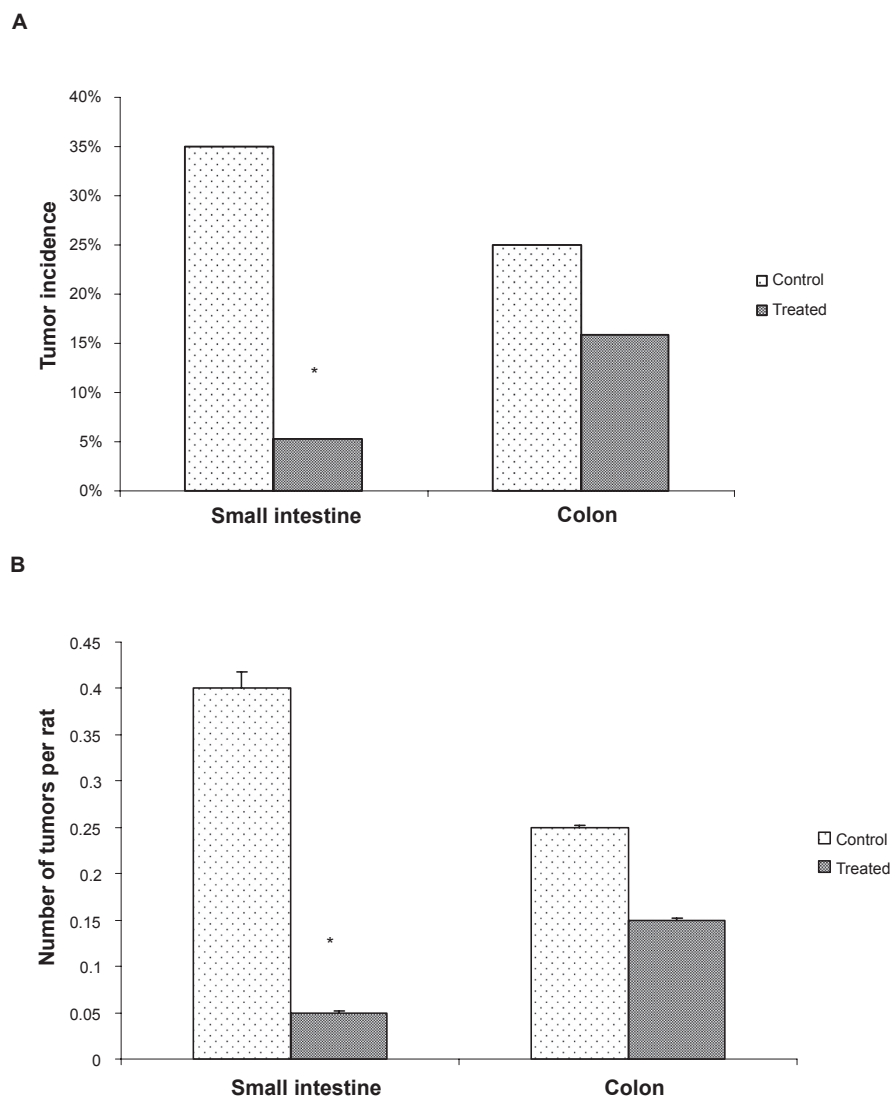 A
40%
35%
30%
25%
20%
15%
10%
5%
0%
Tumor incidence
*
Small intestine
Colon
Control
Treated
B
0.45
0.4
0.35
0.3
0.25
0.2
0.15
0.1
0.05
0
Number of tumors per rat
*
Small intestine
Colon
Control
Treated